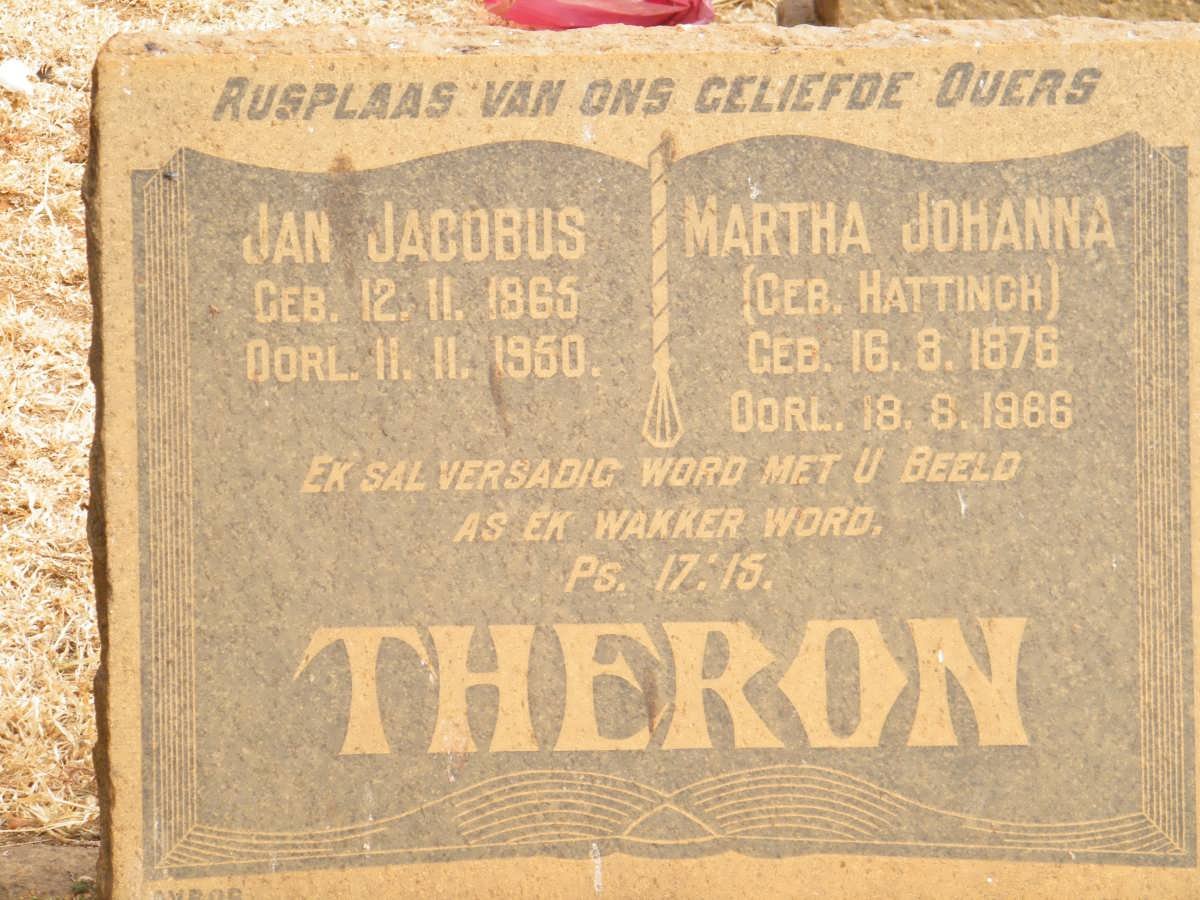 RUSPLAAS VAN ONS GELIEFDE OUERS
JAN JACOBUS
GEB. 12. 11. 1865
OORL. 11. 11. 1950.
MARTHA JOHANNA
(GEB. HATTINGH)
GEB. 16. 8. 1876
OORL. 18. 8. 1966
EK SAL VERSADIG WORD MET U BEELD
AS EK WAKKER WORD.
PS. 17:15.
THERON